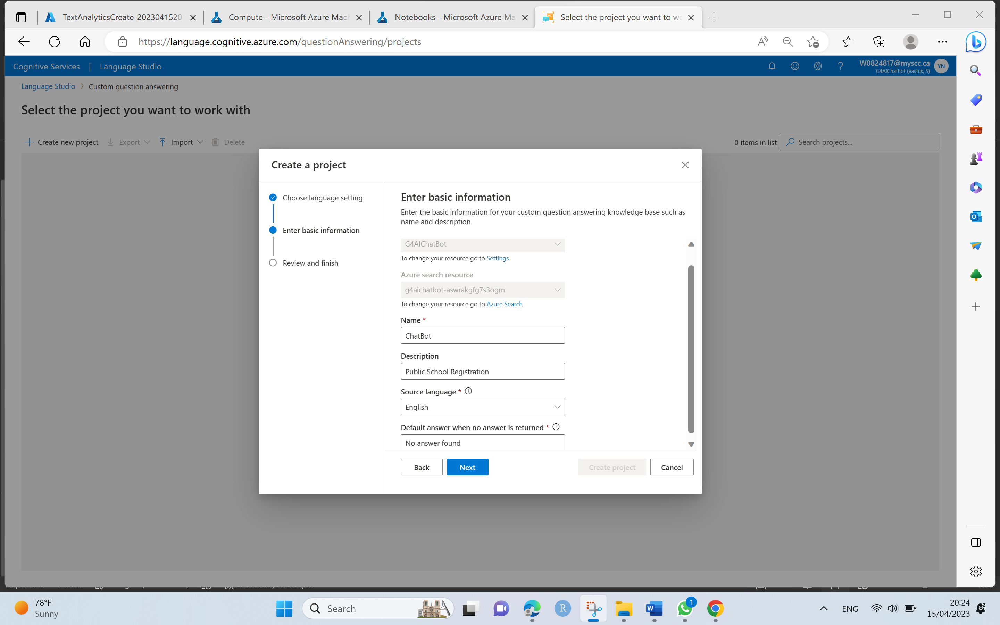 TextAnalyticsCreate-2023041520
Compute - Microsoft Azure Mach
Notebooks - Microsoft Azure Ma
Select the project you want to wo
https://language.cognitive.azure.com/questionAnswering/projects
Cognitive Services | Language Studio
W0824817@myscc.ca
G4AIChatBot (eastus, S)
YN
Language Studio > Custom question answering
Select the project you want to work with
Create new project
Export
Import
Delete
0 items in list
Search projects...
Create a project
Choose language setting
Enter basic information
Review and finish
Enter basic information
Enter the basic information for your custom question answering knowledge base such as
name and description.
G4AIChatBot
To change your resource go to Settings
Azure search resource
g4aichatbot-aswrakgfg7s3ogm
To change your resource go to Azure Search
Name *
ChatBot
Description
Public School Registration
Source language *
English
Default answer when no answer is returned *
No answer found
Back
Next
Create project
Cancel
78°F
Sunny
Search
1
ENG
20:24
15/04/2023